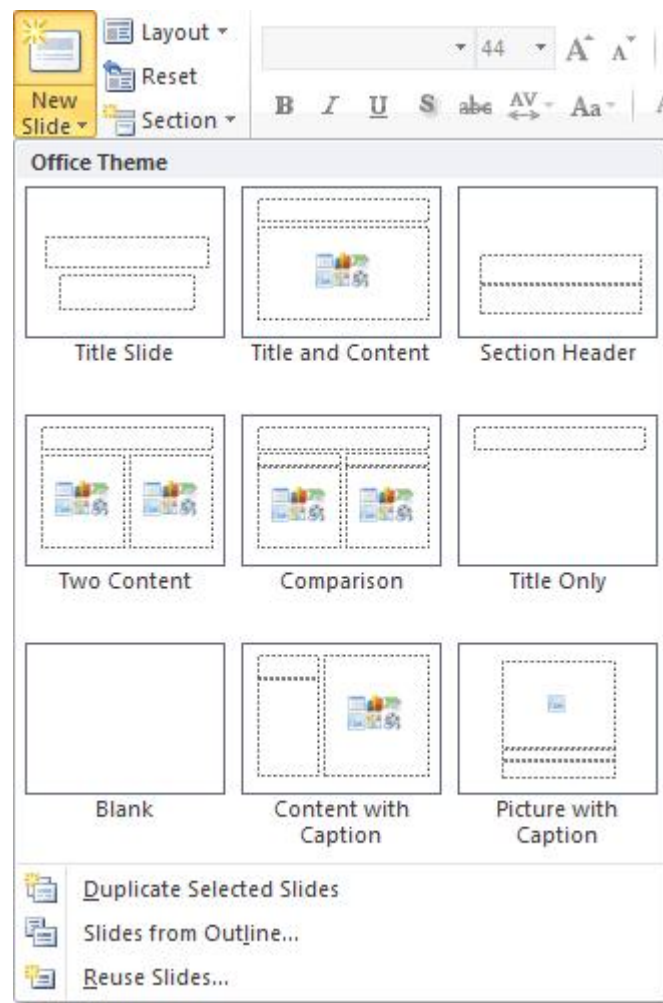 Layout
Reset
New
Slide
Section
44
A A
B I U S abc AV Aa
Office Theme
Title Slide
Title and Content
Section Header
Two Content
Comparison
Title Only
Blank
Content with
Caption
Picture with
Caption
Duplicate Selected Slides
Slides from Outline...
Reuse Slides...